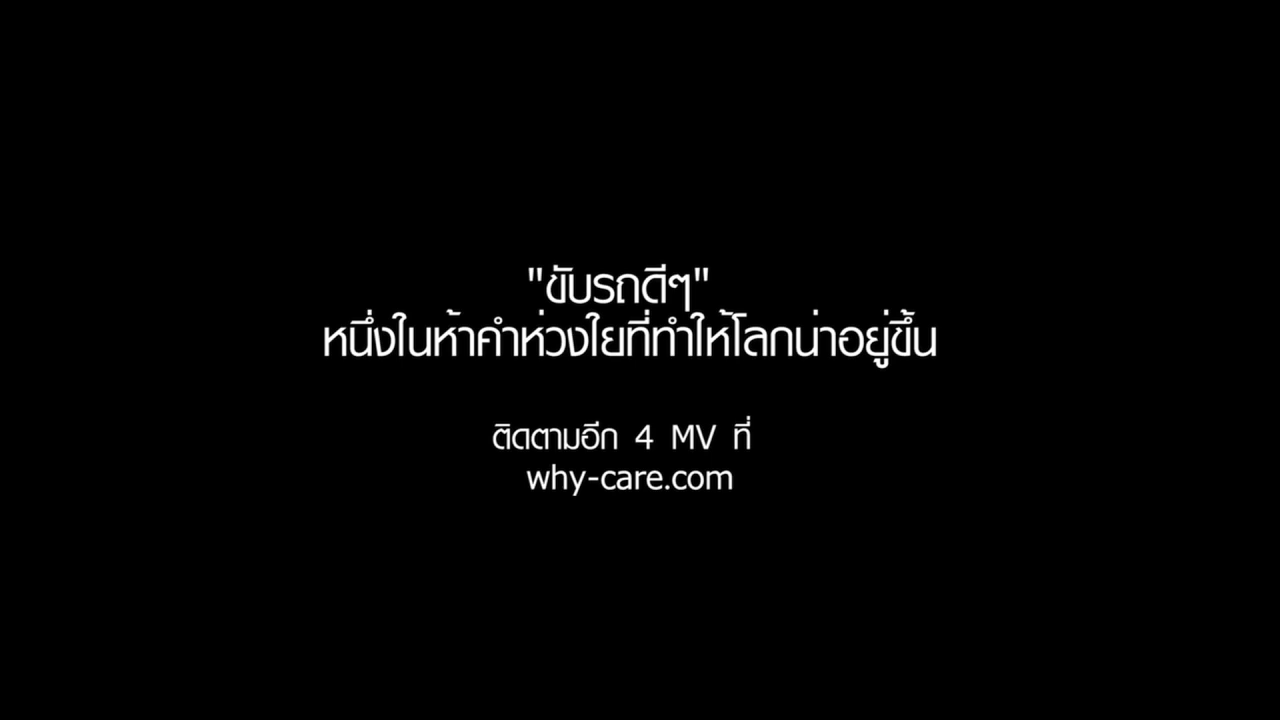 "ขับรถดีๆ"
หนึ่งในห้าคำห่วงใยที่ทำให้โลกน่าอยู่ขึ้น
ติดตามอีก 4 MV ที่
why-care.com